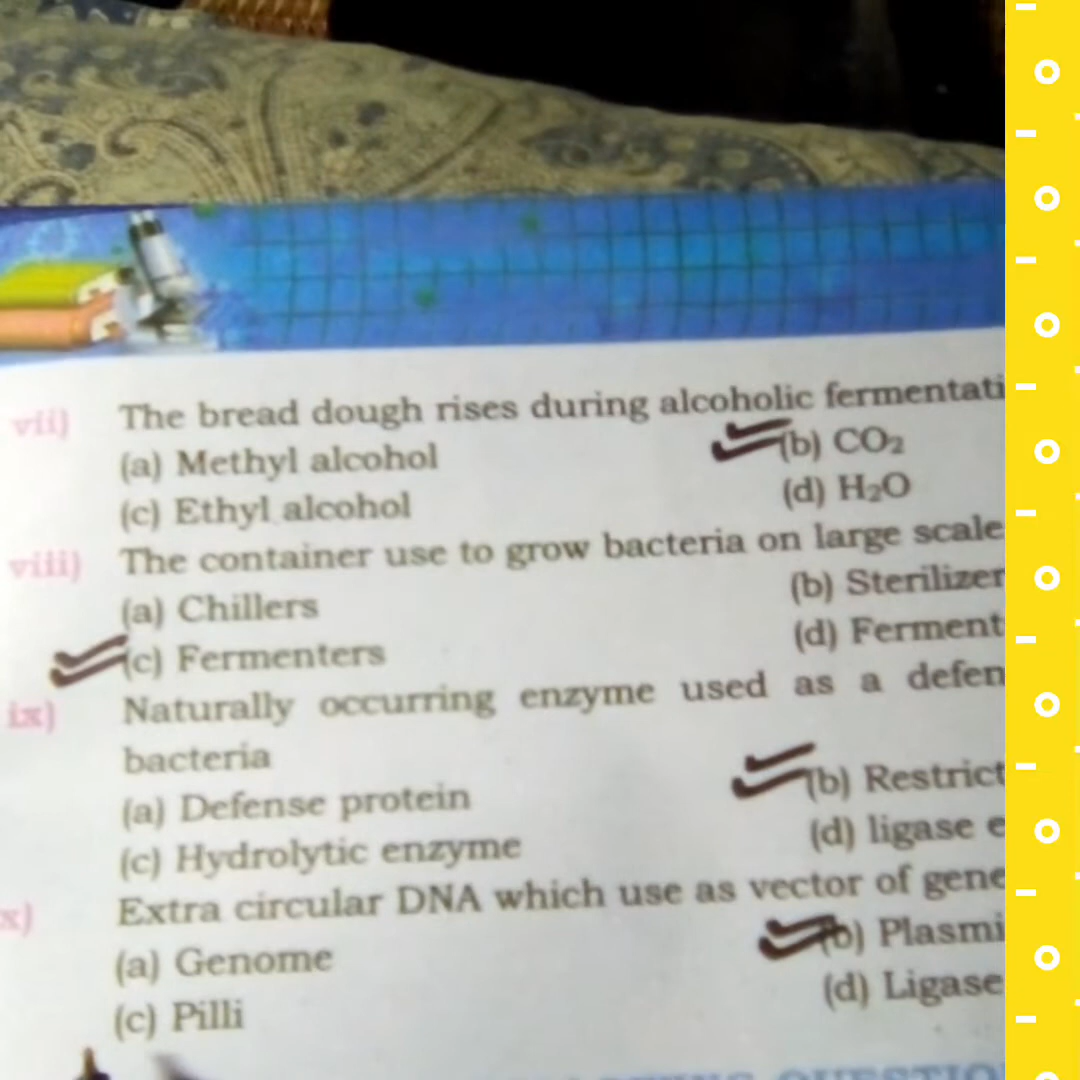 vii) The bread dough rises during alcoholic fermentati
(a) Methyl alcohol (b) CO₂
(c) Ethyl alcohol (d) H₂O
viii) The container use to grow bacteria on large scale
(a) Chillers (b) Sterilizer
(c) Fermenters (d) Ferment
ix) Naturally occurring enzyme used as a defen
bacteria
(a) Defense protein (b) Restrict
(c) Hydrolytic enzyme (d) ligase e
x) Extra circular DNA which use as vector of gene
(a) Genome (b) Plasmi
(c) Pilli (d) Ligase